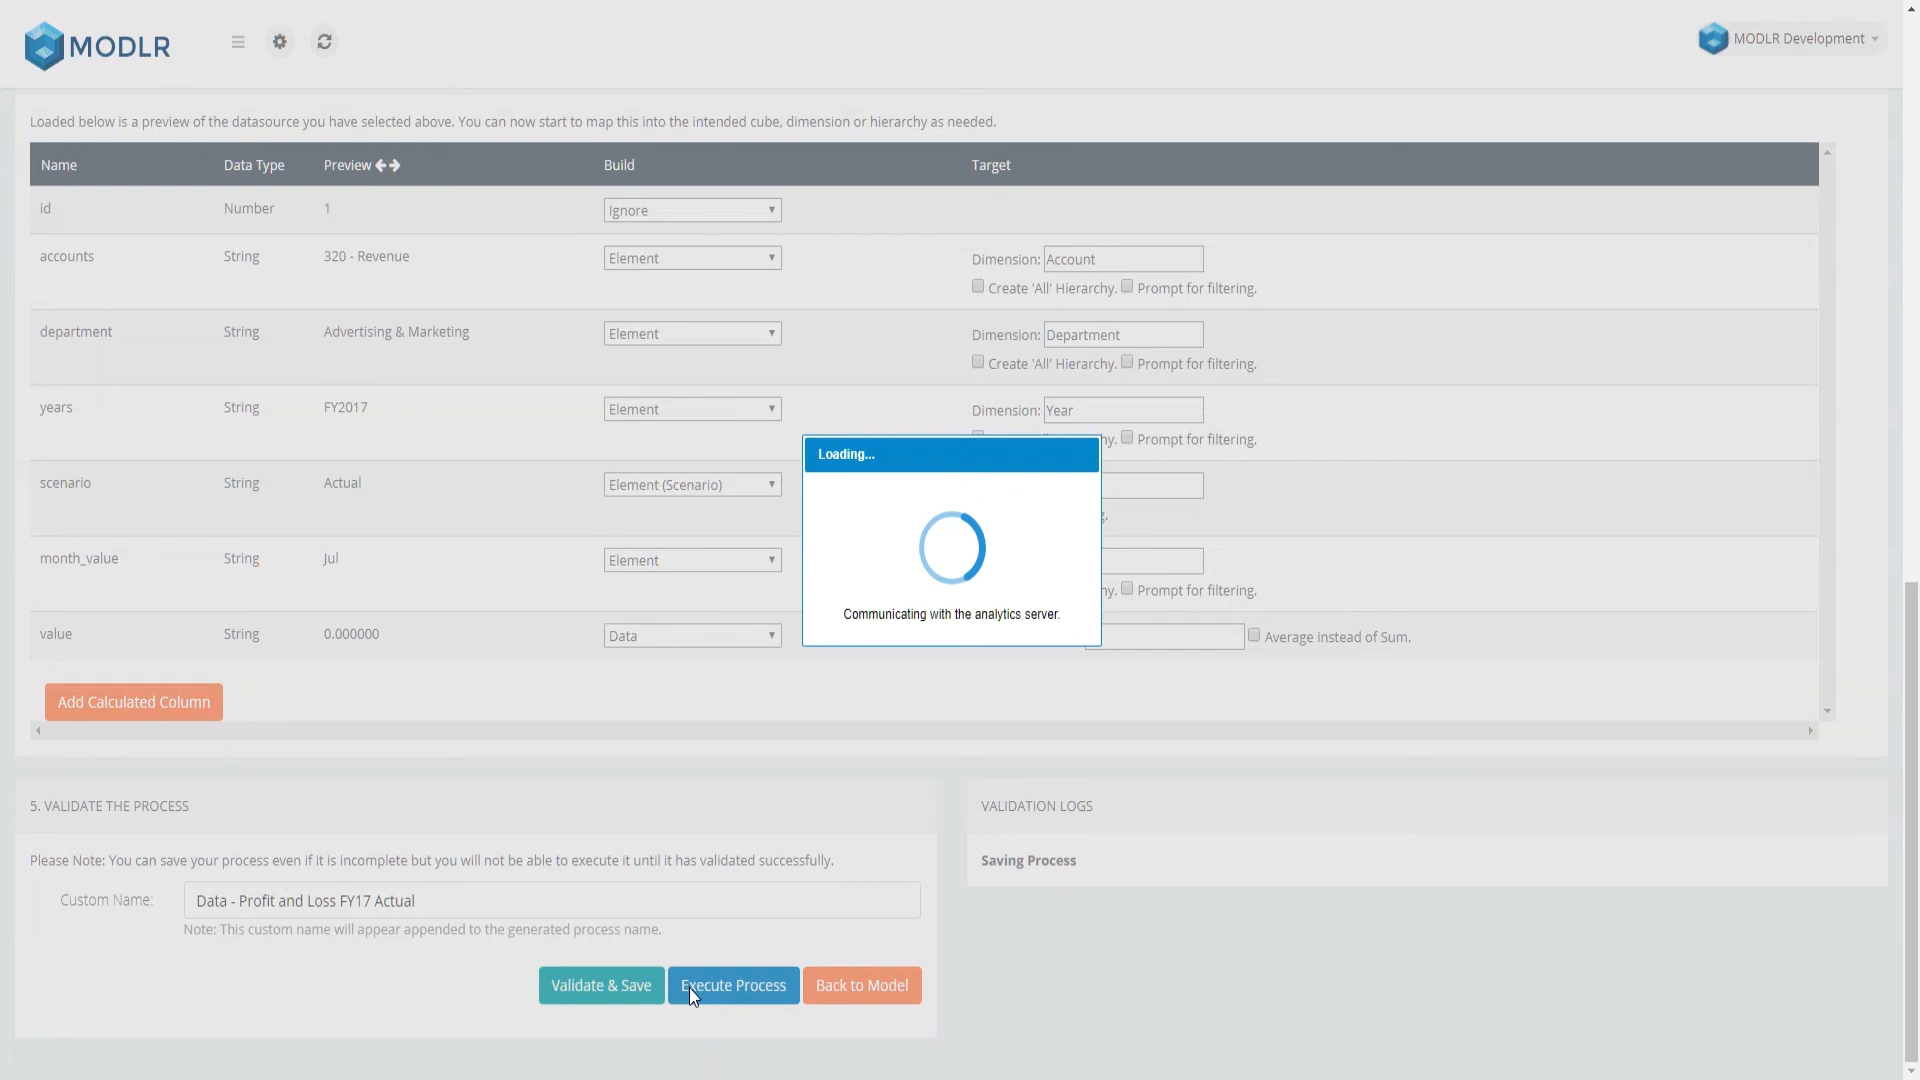 MODLR
MODLR Development
Loaded below is a preview of the datasource you have selected above. You can now start to map this into the intended cube, dimension or hierarchy as needed.
Name Data Type Preview Build Target
id Number 1 Ignore
accounts String 320 - Revenue Element Dimension: Account
Create 'All' Hierarchy. Prompt for filtering.
department String Advertising & Marketing Element Dimension: Department
Create 'All' Hierarchy. Prompt for filtering.
years String FY2017 Element Dimension: Year
hy. Prompt for filtering.
Loading...
scenario String Actual Element (Scenario)
g.
month_value String Jul Element
hy. Prompt for filtering.
Communicating with the analytics server.
value String 0.000000 Data Average instead of Sum.
Add Calculated Column
5. VALIDATE THE PROCESS
Please Note: You can save your process even if it is incomplete but you will not be able to execute it until it has validated successfully.
Custom Name: Data - Profit and Loss FY17 Actual
Note: This custom name will appear appended to the generated process name.
Validate & Save Execute Process Back to Model
VALIDATION LOGS
Saving Process